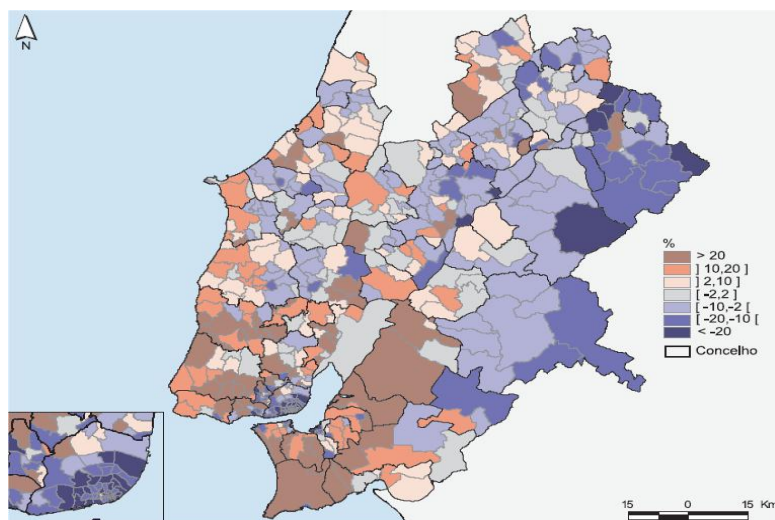 N
%
> 20
] 10,20 ]
] 2,10 ]
[ -2,2 ]
[ -10,-2 [
[ -20,-10 [
< -20
Concelho
15 0 15 Km